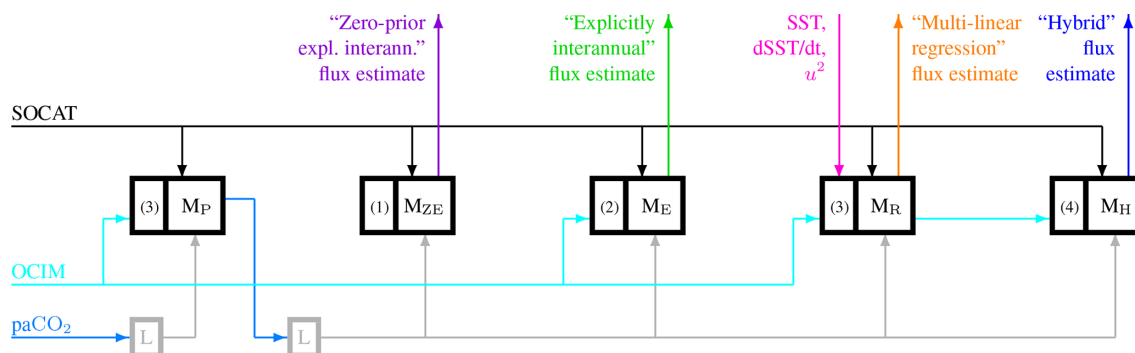 “Zero-prior
expl. interann.”
flux estimate
“Explicitly
interannual”
flux estimate
SST,
dSST/dt,
u²
“Multi-linear
regression”
flux estimate
“Hybrid”
flux
estimate
SOCAT
(3) M_P
(1) M_ZE
(2) M_E
(3) M_R
(4) M_H
OCIM
paCO₂
L
L